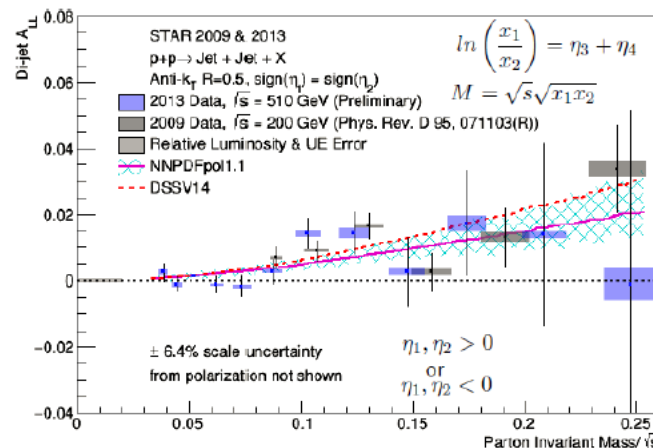 0.08
0.06
0.04
0.02
0
−0.02
−0.04
Di-jet A_LL
STAR 2009 & 2013
p+p→ Jet + Jet + X
Anti-k_T R=0.5, sign(η_1) = sign(η_2)
2013 Data, √s = 510 GeV (Preliminary)
2009 Data, √s = 200 GeV (Phys. Rev. D 95, 071103(R))
Relative Luminosity & UE Error
NNPDFpol1.1
DSSV14
ln (x_1/x_2) = η_3 + η_4
M = √s√x_1x_2
± 6.4% scale uncertainty
from polarization not shown
η_1, η_2 > 0
or
η_1, η_2 < 0
0 0.05 0.1 0.15 0.2 0.25
Parton Invariant Mass/